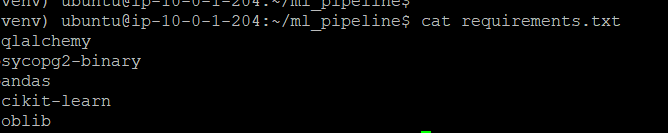 venv) ubuntu@ip-10-0-1-204:~/ml_pipeline$
venv) ubuntu@ip-10-0-1-204:~/ml_pipeline$ cat requirements.txt
qlalchemy
sycopg2-binary
andas
cikit-learn
oblib